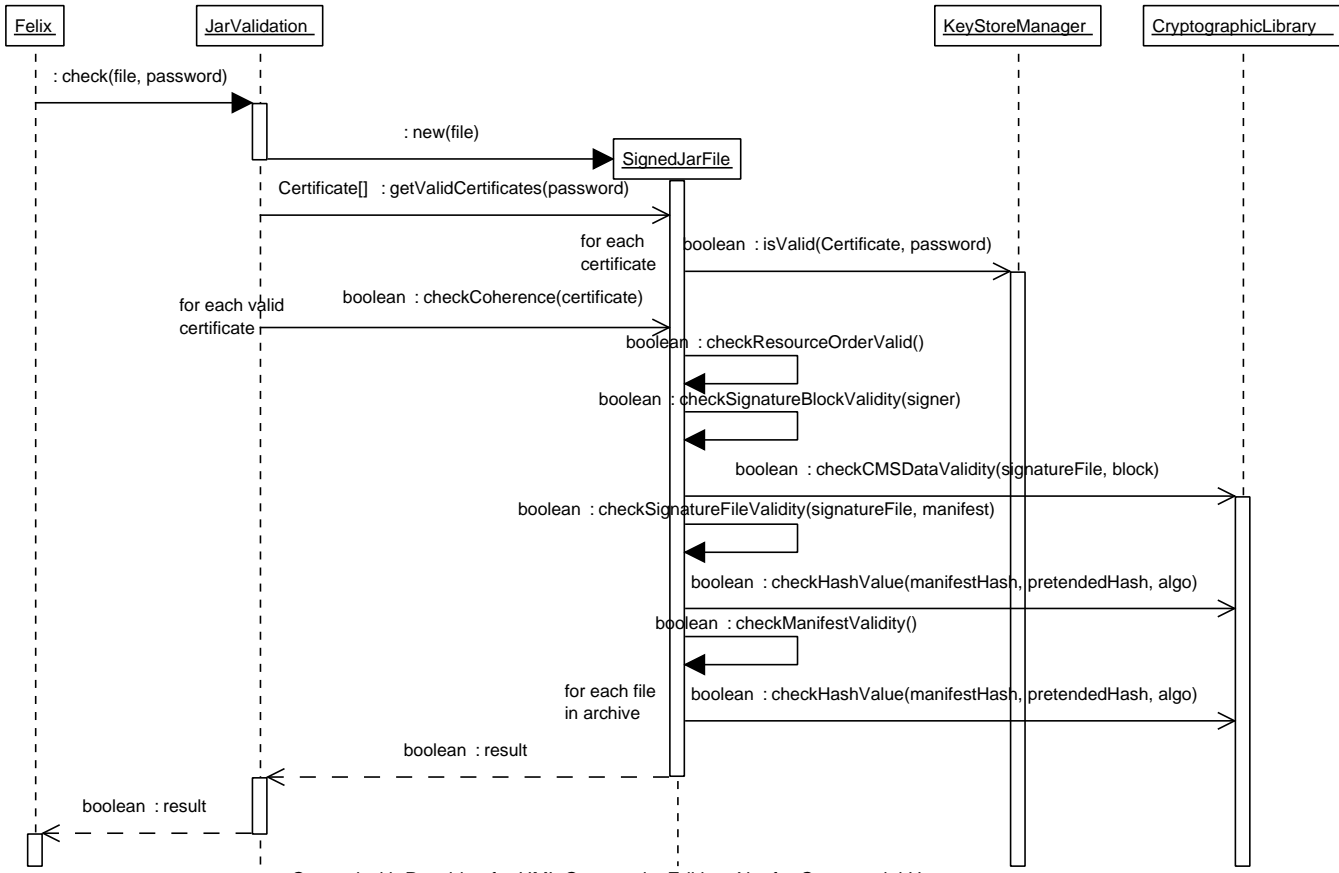 Felix
JarValidation
KeyStoreManager
CryptographicLibrary
: check(file, password)
: new(file)
SignedJarFile
Certificate[] : getValidCertificates(password)
for each
certificate
boolean : isValid(Certificate, password)
for each valid
certificate
boolean : checkCoherence(certificate)
boolean : checkResourceOrderValid()
boolean : checkSignatureBlockValidity(signer)
boolean : checkCMSDataValidity(signatureFile, block)
boolean : checkSignatureFileValidity(signatureFile, manifest)
boolean : checkHashValue(manifestHash, pretendedHash, algo)
boolean : checkManifestValidity()
for each file
in archive
boolean : checkHashValue(manifestHash, pretendedHash, algo)
boolean : result
boolean : result